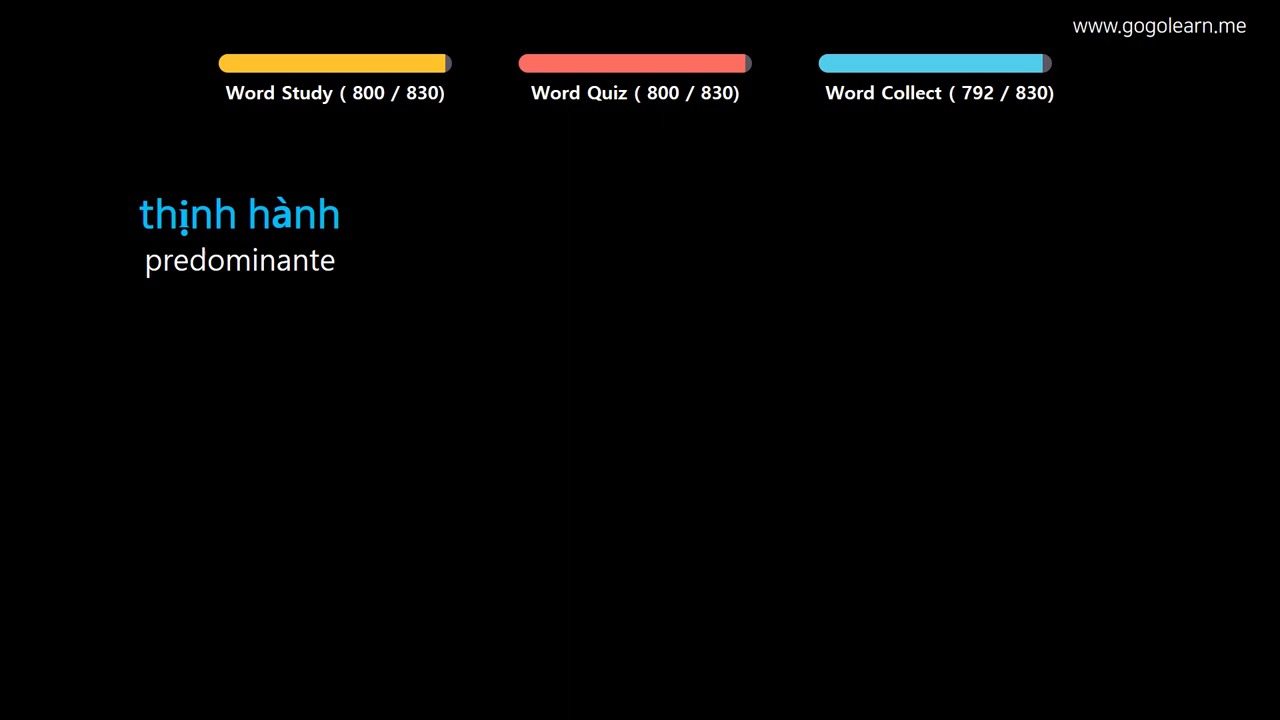 www.gogolearn.me
Word Study ( 800 / 830)
Word Quiz ( 800 / 830)
Word Collect ( 792 / 830)
thịnh hành
predominante